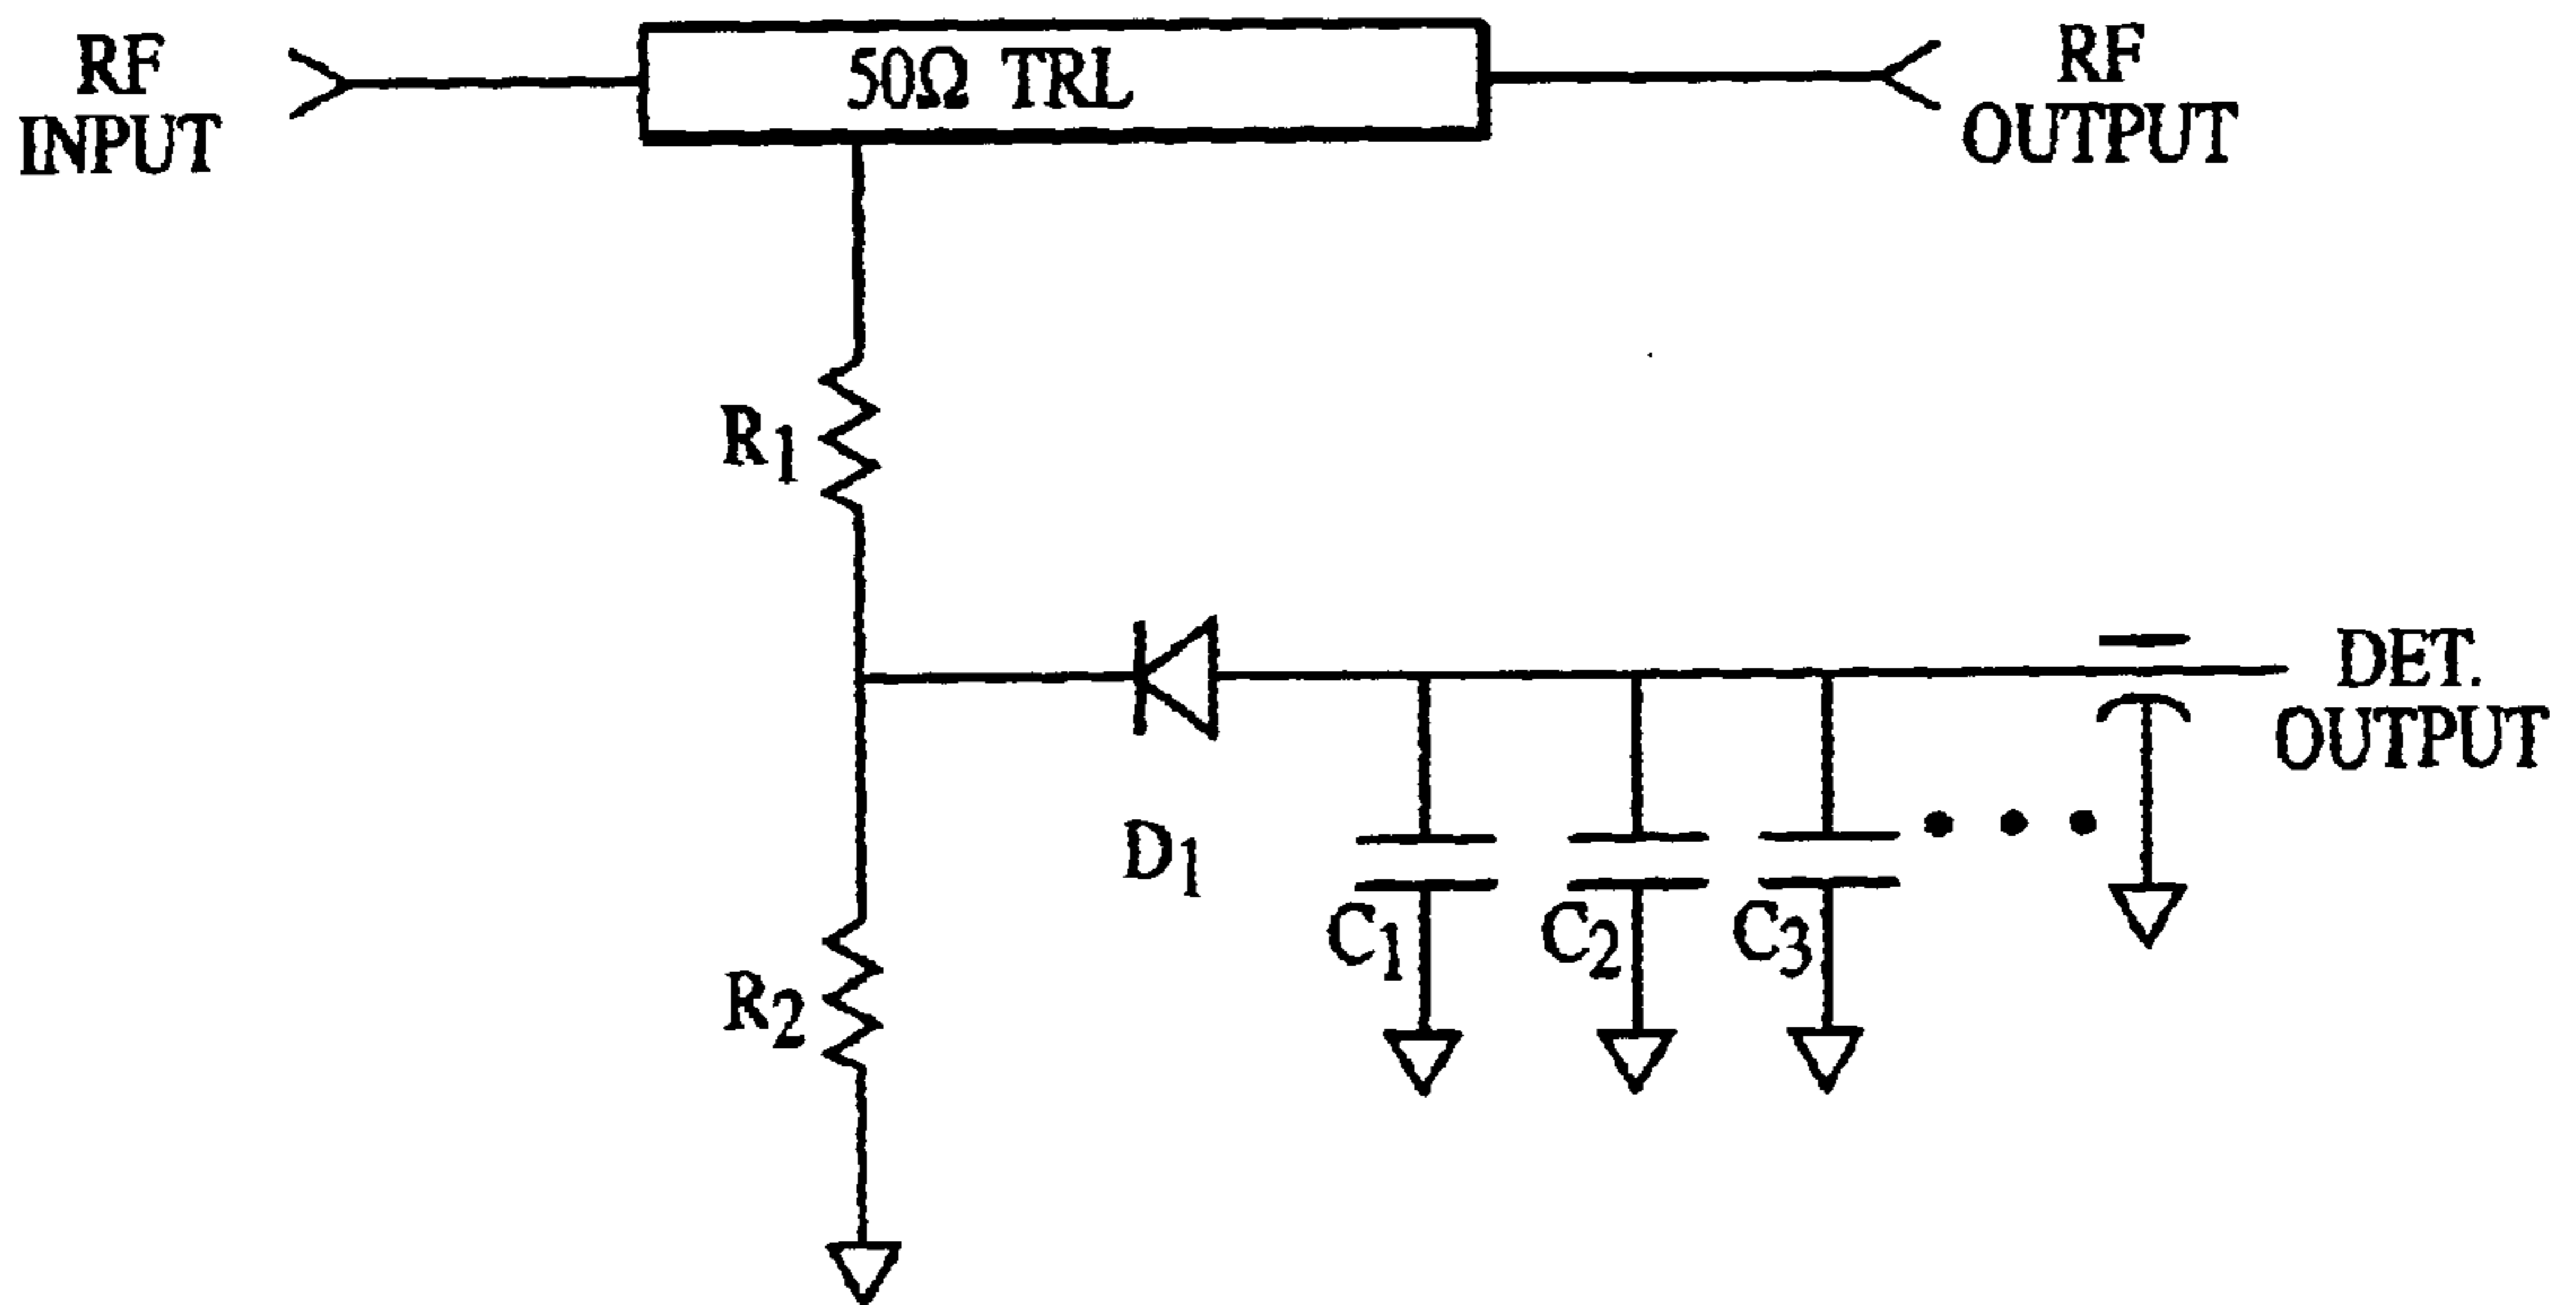 RF
INPUT
50Ω TRL
RF
OUTPUT
R1
D1
DET.
OUTPUT
C1
C2
C3
R2